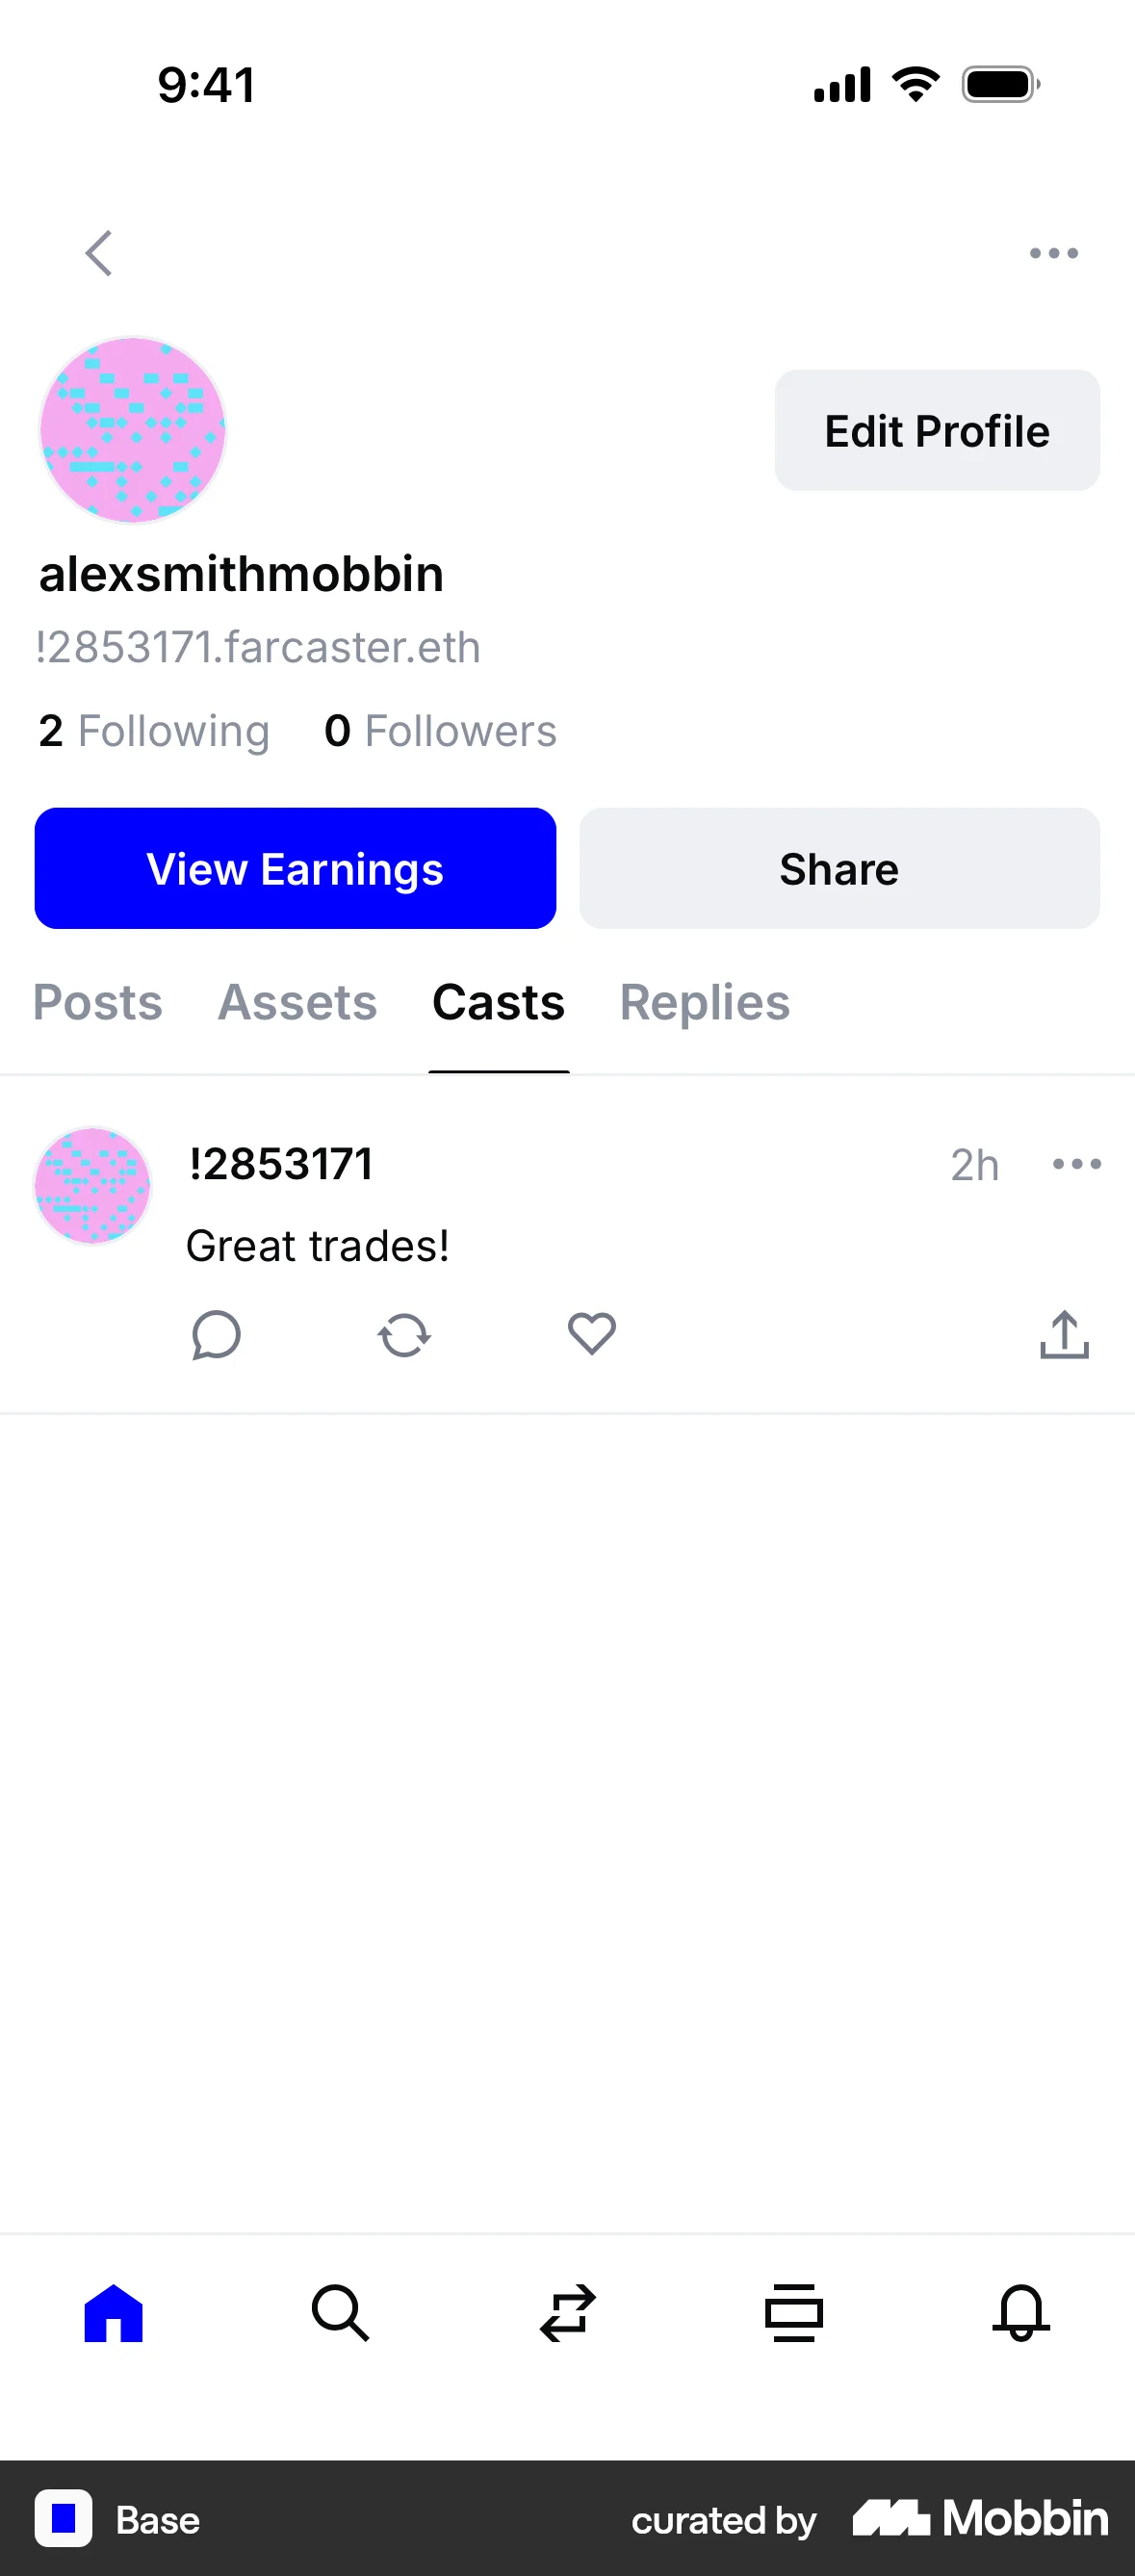 9:41
Edit Profile
alexsmithmobbin
!2853171.farcaster.eth
2 Following 0 Followers
View Earnings Share
Posts Assets Casts Replies
!2853171 2h
Great trades!
Base curated by Mobbin